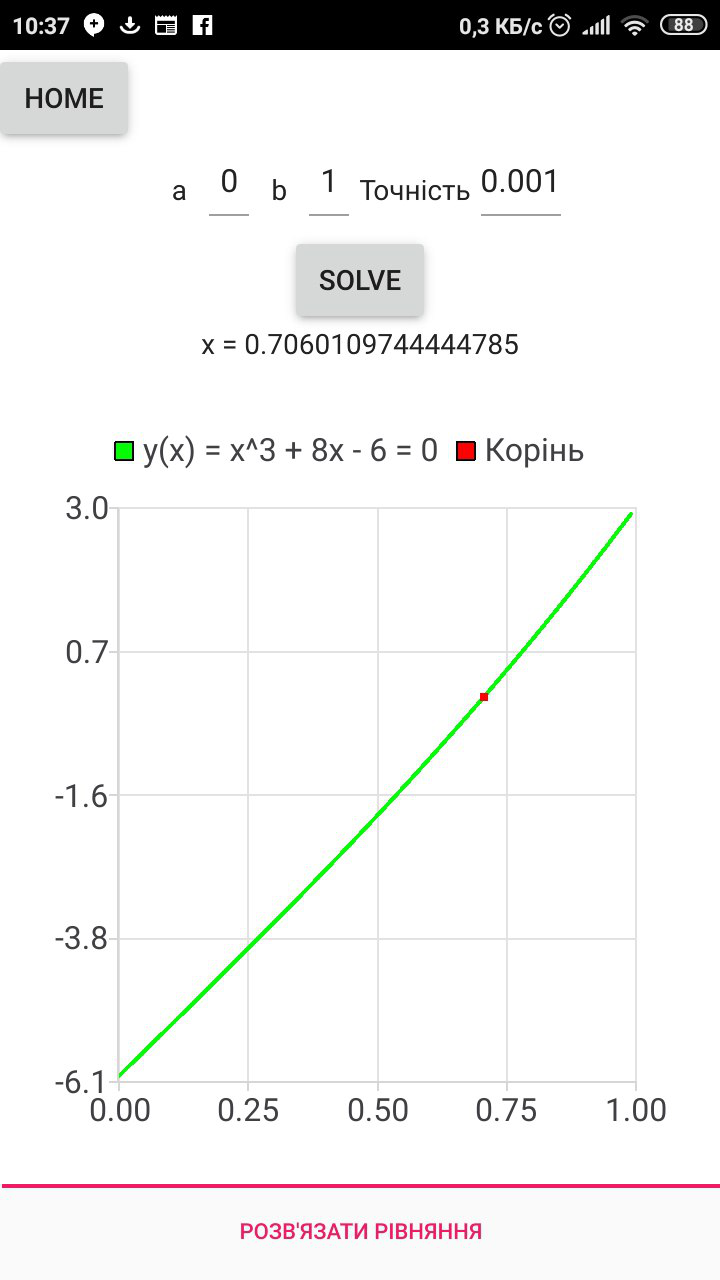 10:37 0,3 КБ/с 88
HOME
a 0 b 1 Точність 0.001
SOLVE
x = 0.7060109744444785
y(x) = x^3 + 8x - 6 = 0 Корінь
3.0
0.7
-1.6
-3.8
-6.1
0.00 0.25 0.50 0.75 1.00
РОЗВ'ЯЗАТИ РІВНЯННЯ